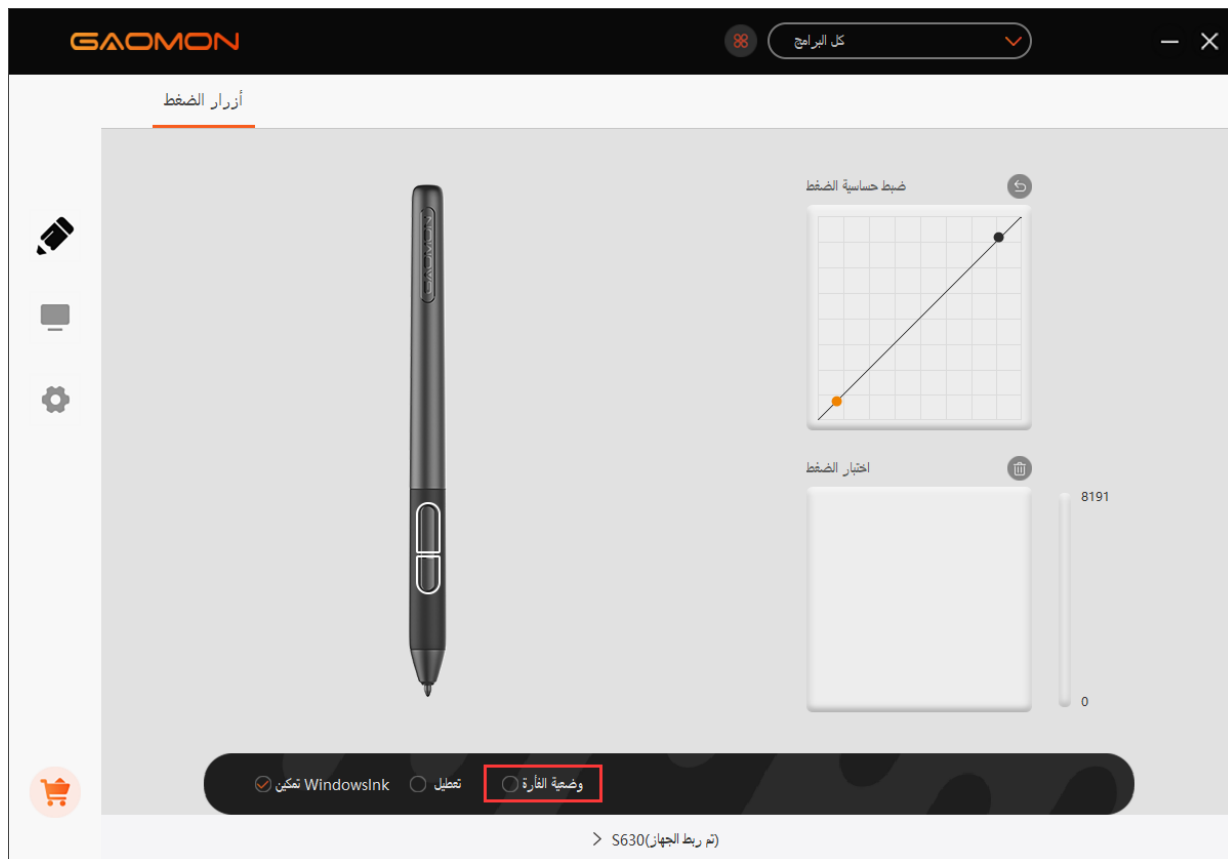 GAOMON
كل البرامج
أزرار الضغط
GAOMON
ضبط حساسية الضغط
اختبار الضغط
8191
0
تمكين WindowsInk
تعطيل
وضعية الفأرة
S630(تم ربط الجهاز)